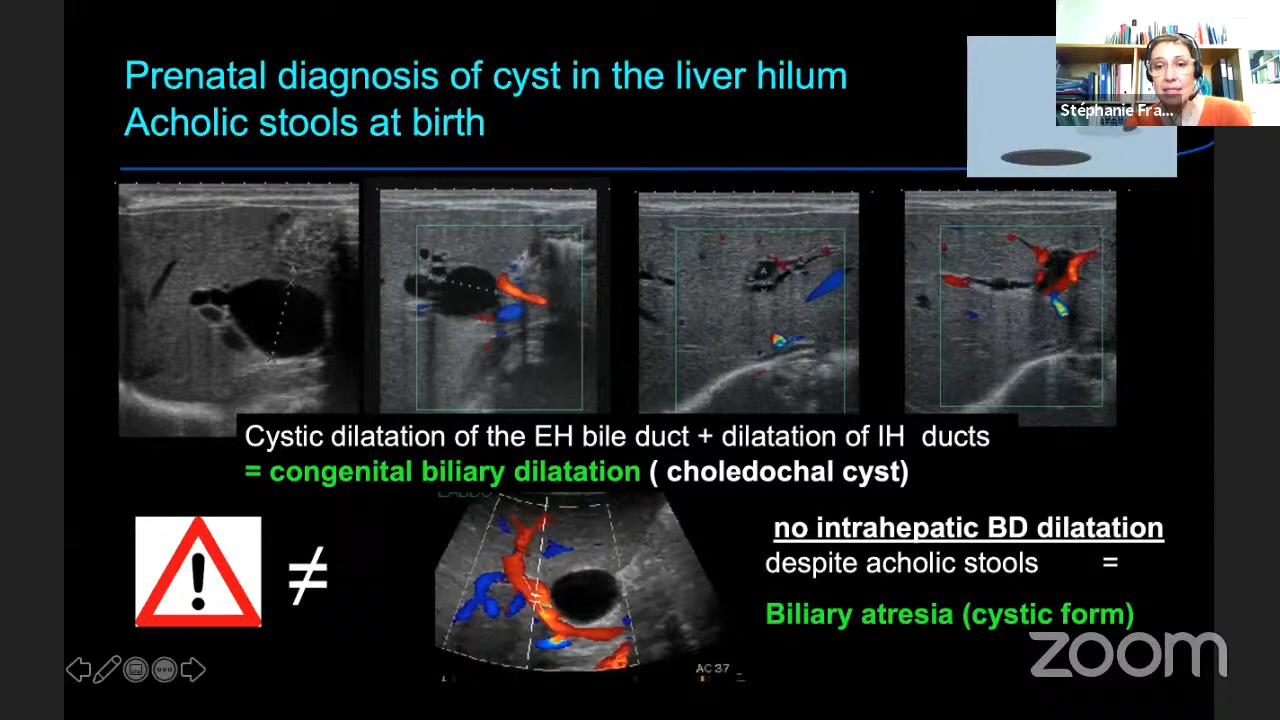 Prenatal diagnosis of cyst in the liver hilum
Acholic stools at birth
Stéphanie Fra...
Cystic dilatation of the EH bile duct + dilatation of IH ducts
= congenital biliary dilatation ( choledochal cyst)
≠
no intrahepatic BD dilatation
despite acholic stools =
Biliary atresia (cystic form)
AC 37
zoom